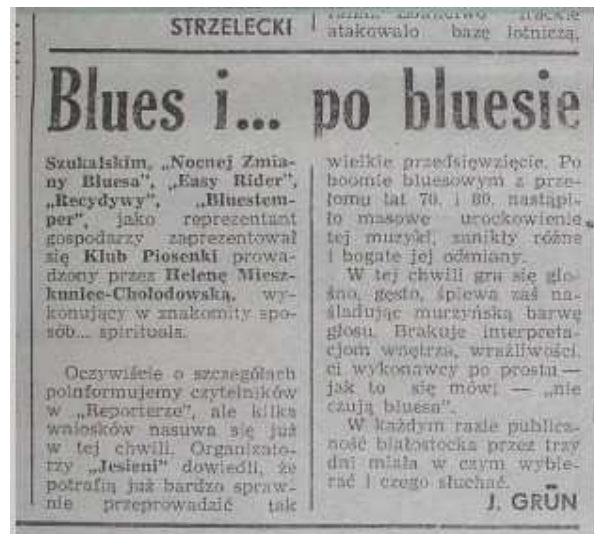 STRZELECKI
atakowało bazę lotniczą,
Blues i... po bluesie
Szukalskim, „Nocnej Zmia-
ny Bluesa”, „Easy Rider”,
„Recydywy”, „Bluestem-
per”, jako reprezentant
gospodarzy zaprezentował
się Klub Piosenki prowa-
dzony przez Helenę Miesz-
kuniec-Chołodowską, wy-
konujący w znakomity spo-
sób... spirituals.
Oczywiście o szczegółach
poinformujemy czytelników
w „Reporterze”, ale kilka
wniosków nasuwa się już
w tej chwili. Organizato-
rzy „Jesieni” dowiedli, że
potrafią już bardzo spraw-
nie przeprowadzić tak
wielkie przedsięwzięcie. Po
boomie bluesowym z prze-
łomu lat 70. i 80. nastąpi-
ło masowe urockowienie
tej muzyki, zanikły różne
i bogate jej odmiany.
W tej chwili gra się gło-
śno, gęsto, śpiewa zaś na-
śladując murzyńską barwę
głosu. Brakuje interpreta-
cjom wnętrza, wrażliwości,
ci wykonawcy po prostu —
jak to się mówi — „nie
czują bluesa”.
W każdym razie publicz-
ność białostocka przez trzy
dni miała w czym wybie-
rać i czego słuchać.
J. GRÜN